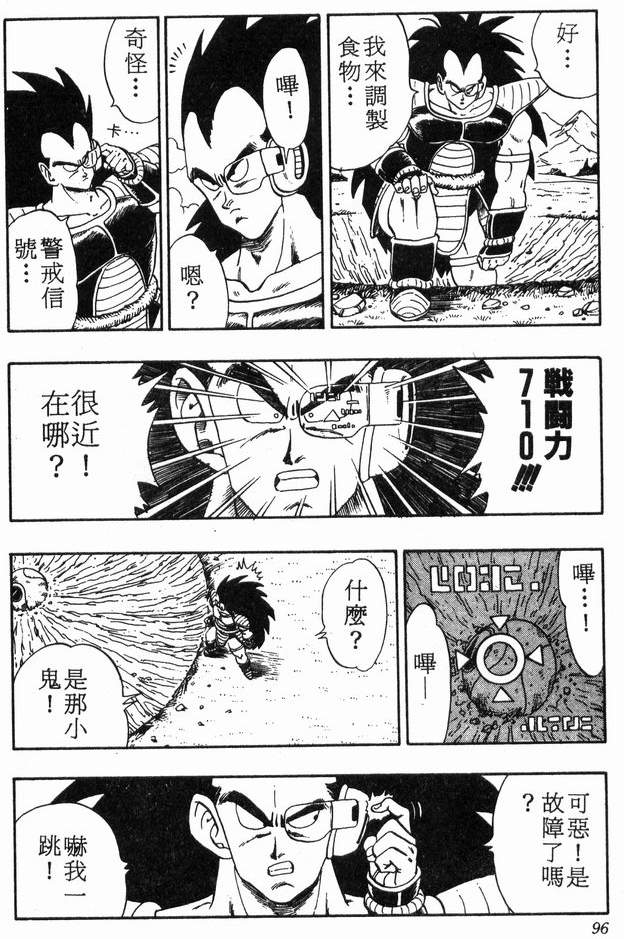 好…
我來調製
食物…
嗶！
嗯？
奇怪…
卡…
警戒信
號…
戦闘力
710!!!
很近！
在哪？
嗶…！
嗶—
什麼？
是那小
鬼！
可惡！是
故障了嗎
？
嚇我一
跳！
96